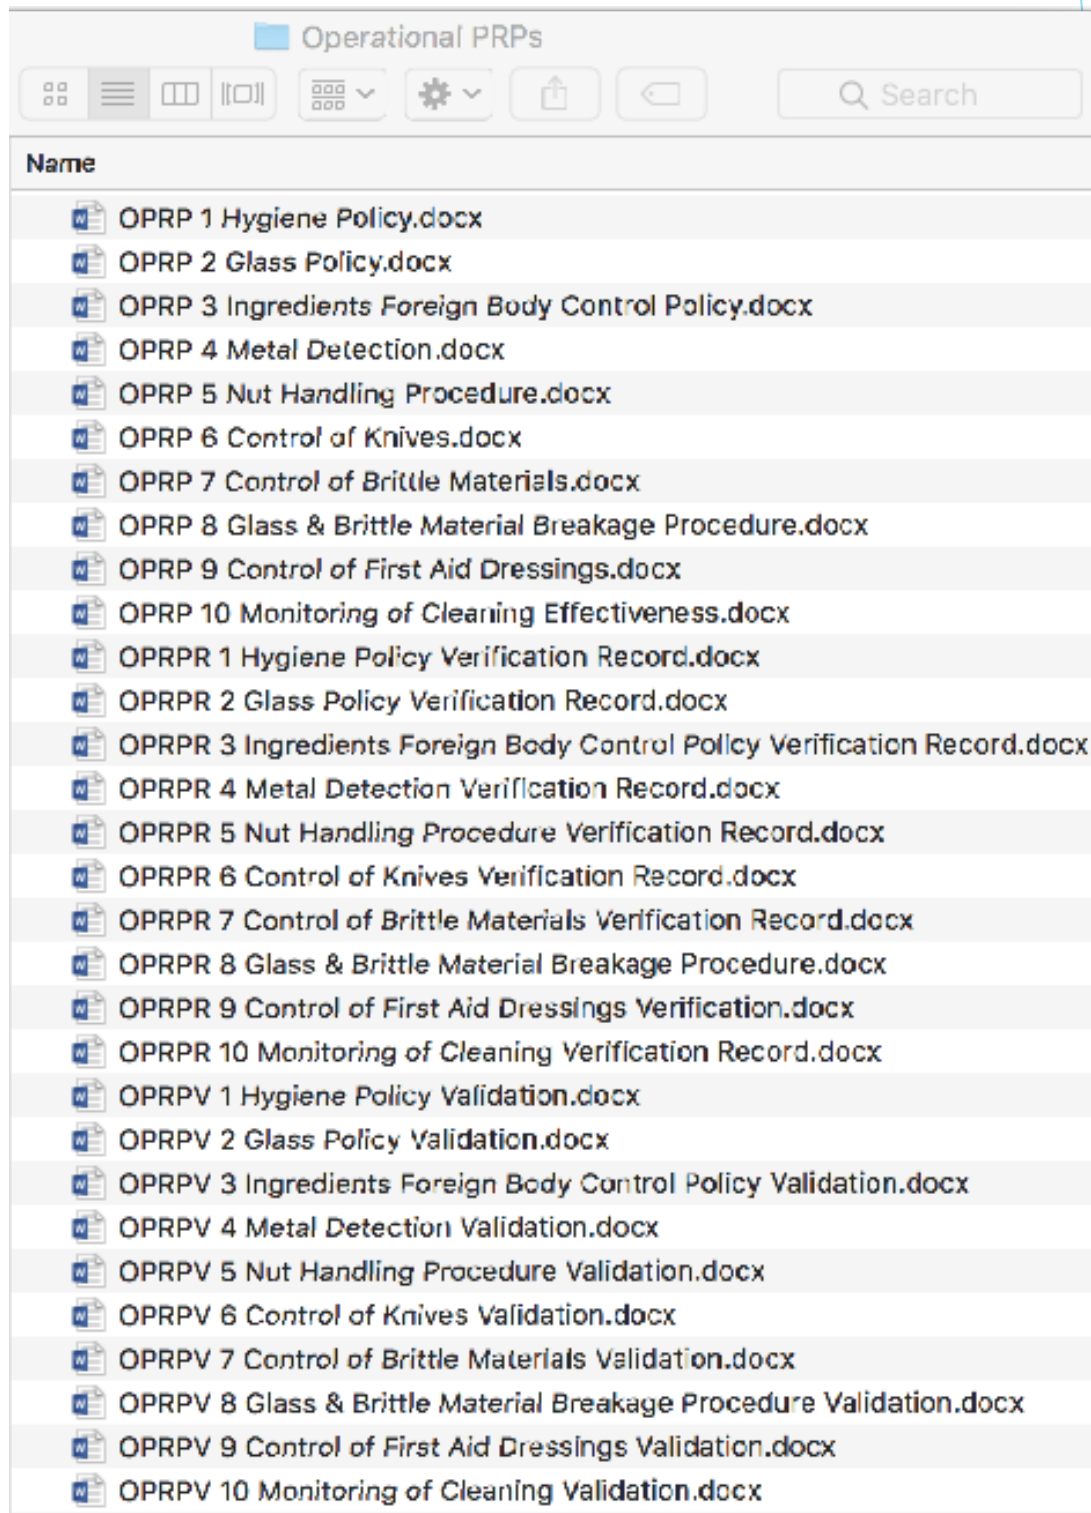 Operational PRPs
Search
Name
OPRP 1 Hygiene Policy.docx
OPRP 2 Glass Policy.docx
OPRP 3 Ingredients Foreign Body Control Policy.docx
OPRP 4 Metal Detection.docx
OPRP 5 Nut Handling Procedure.docx
OPRP 6 Control of Knives.docx
OPRP 7 Control of Brittle Materials.docx
OPRP 8 Glass & Brittle Material Breakage Procedure.docx
OPRP 9 Control of First Aid Dressings.docx
OPRP 10 Monitoring of Cleaning Effectiveness.docx
OPRPR 1 Hygiene Policy Verification Record.docx
OPRPR 2 Glass Policy Verification Record.docx
OPRPR 3 Ingredients Foreign Body Control Policy Verification Record.docx
OPRPR 4 Metal Detection Verification Record.docx
OPRPR 5 Nut Handling Procedure Verification Record.docx
OPRPR 6 Control of Knives Verification Record.docx
OPRPR 7 Control of Brittle Materials Verification Record.docx
OPRPR 8 Glass & Brittle Material Breakage Procedure.docx
OPRPR 9 Control of First Aid Dressings Verification.docx
OPRPR 10 Monitoring of Cleaning Verification Record.docx
OPRPV 1 Hygiene Policy Validation.docx
OPRPV 2 Glass Policy Validation.docx
OPRPV 3 Ingredients Foreign Body Control Policy Validation.docx
OPRPV 4 Metal Detection Validation.docx
OPRPV 5 Nut Handling Procedure Validation.docx
OPRPV 6 Control of Knives Validation.docx
OPRPV 7 Control of Brittle Materials Validation.docx
OPRPV 8 Glass & Brittle Material Breakage Procedure Validation.docx
OPRPV 9 Control of First Aid Dressings Validation.docx
OPRPV 10 Monitoring of Cleaning Validation.docx